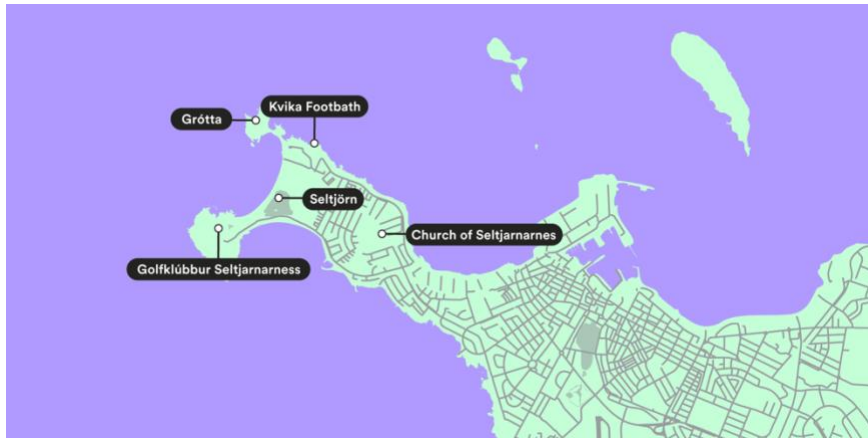 Kvika Footbath
Grótta
Seltjörn
Church of Seltjarnarnes
Golfklúbbur Seltjarnarness